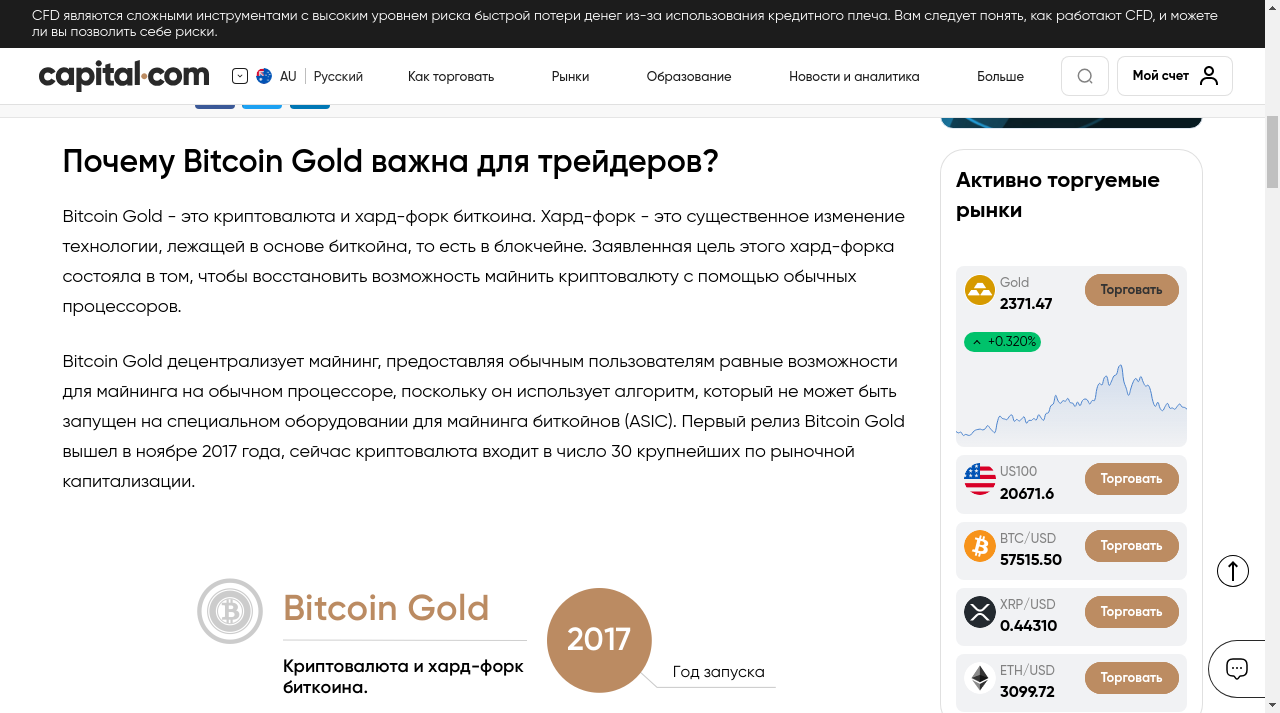 CFD являются сложными инструментами с высоким уровнем риска быстрой потери денег из-за использования кредитного плеча. Вам следует понять, как работают CFD, и можете
ли вы позволить себе риски.
capital.com
AU
Русский
Как торговать
Рынки
Образование
Новости и аналитика
Больше
Мой счет
Почему Bitcoin Gold важна для трейдеров?
Bitcoin Gold - это криптовалюта и хард-форк биткоина. Хард-форк - это существенное изменение
технологии, лежащей в основе биткойна, то есть в блокчейне. Заявленная цель этого хард-форка
состояла в том, чтобы восстановить возможность майнить криптовалюту с помощью обычных
процессоров.
Bitcoin Gold децентрализует майнинг, предоставляя обычным пользователям равные возможности
для майнинга на обычном процессоре, поскольку он использует алгоритм, который не может быть
запущен на специальном оборудовании для майнинга биткойнов (ASIC). Первый релиз Bitcoin Gold
вышел в ноябре 2017 года, сейчас криптовалюта входит в число 30 крупнейших по рыночной
капитализации.
Bitcoin Gold
Криптовалюта и хард-форк
биткоина.
2017
Год запуска
Активно торгуемые
рынки
Gold
2371.47
Торговать
+0.320%
US100
20671.6
Торговать
BTC/USD
57515.50
Торговать
XRP/USD
0.44310
Торговать
ETH/USD
3099.72
Торговать